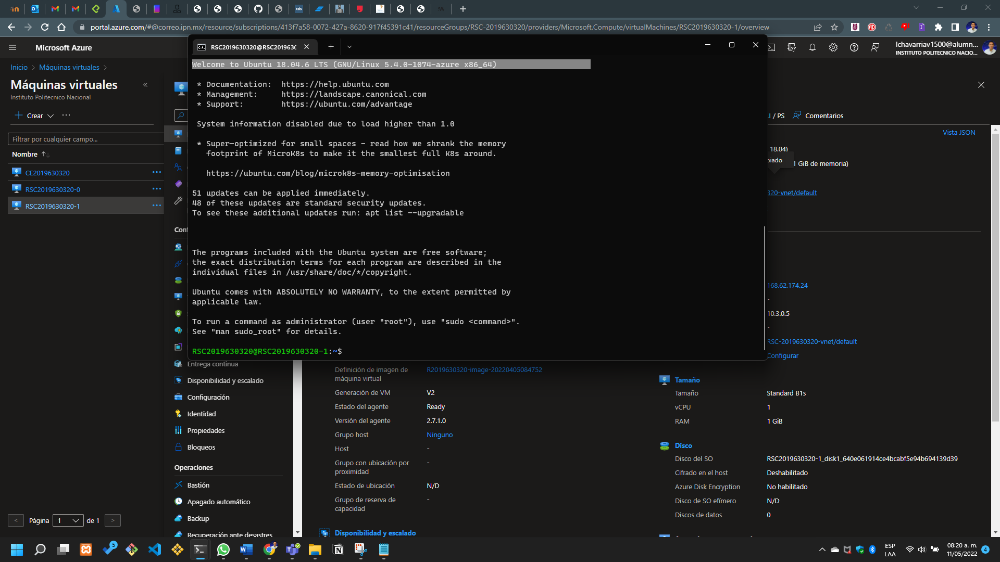 tds
portal.azure.com/#@correo.ipn.mx/resource/subscriptions/413f7a58-0072-427a-8620-917f45391c41/resourceGroups/RSC-2019630320/providers/Microsoft.Compute/virtualMachines/RSC2019630320-1/overview
Microsoft Azure
lchavarriav1500@alumn...
INSTITUTO POLITECNICO NACIO...
Inicio > Máquinas virtuales >
Máquinas virtuales
Instituto Politecnico Nacional
Crear
Filtrar por cualquier campo...
Nombre
CE2019630320
RSC2019630320-0
RSC2019630320-1
Página 1 de 1
RSC2019630320@RSC2019630
Welcome to Ubuntu 18.04.6 LTS (GNU/Linux 5.4.0-1074-azure x86_64)
* Documentation: https://help.ubuntu.com
* Management: https://landscape.canonical.com
* Support: https://ubuntu.com/advantage
System information disabled due to load higher than 1.0
* Super-optimized for small spaces - read how we shrank the memory
footprint of MicroK8s to make it the smallest full K8s around.
https://ubuntu.com/blog/microk8s-memory-optimisation
51 updates can be applied immediately.
48 of these updates are standard security updates.
To see these additional updates run: apt list --upgradable
The programs included with the Ubuntu system are free software;
the exact distribution terms for each program are described in the
individual files in /usr/share/doc/*/copyright.
Ubuntu comes with ABSOLUTELY NO WARRANTY, to the extent permitted by
applicable law.
To run a command as administrator (user "root"), use "sudo <command>".
See "man sudo_root" for details.
RSC2019630320@RSC2019630320-1:~$
I / PS
Comentarios
Vista JSON
18.04)
piado
1 GiB de memoria)
320-vnet/default
168.62.174.24
-
10.3.0.5
-
RSC-2019630320-vnet/default
Configurar
Conf
Entrega continua
Disponibilidad y escalado
Configuración
Identidad
Propiedades
Bloqueos
Operaciones
Bastión
Apagado automático
Backup
Recuperación ante desastres
Definición de imagen de
máquina virtual
R2019630320-image-20220405084752
Generación de VM V2
Estado del agente Ready
Versión del agente 2.7.1.0
Grupo host Ninguno
Host -
Grupo con ubicación por
proximidad
-
Estado de ubicación N/D
Grupo de reserva de
capacidad
-
Disponibilidad y escalado
Tamaño
Tamaño Standard B1s
vCPU 1
RAM 1 GiB
Disco
Disco del SO RSC2019630320-1_disk1_640e061914ce4bcabf5e94b694139d39
Cifrado en el host Deshabilitado
Azure Disk Encryption No habilitado
Disco de SO efímero N/D
Discos de datos 0
5
ESP
LAA
08:20 a. m.
11/05/2022
4